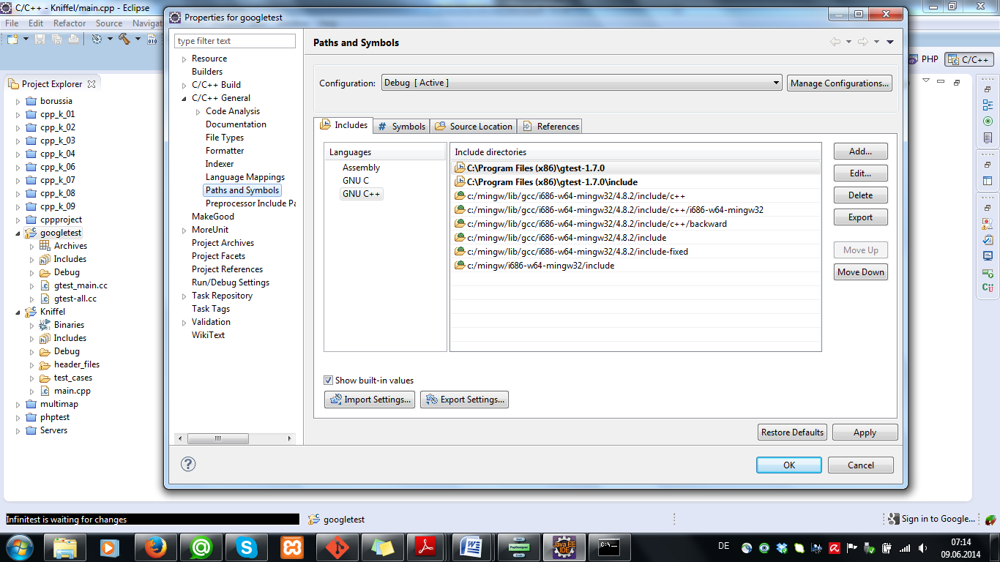 C/C++ - Kniffel/main.cpp - Eclipse
File Edit Refactor Source Navigat
PHP C/C++
Project Explorer
borussia
cpp_k_01
cpp_k_02
cpp_k_03
cpp_k_04
cpp_k_06
cpp_k_07
cpp_k_08
cpp_k_09
cppproject
googletest
Archives
Includes
Debug
gtest_main.cc
gtest-all.cc
Kniffel
Binaries
Includes
Debug
header_files
test_cases
main.cpp
multimap
phptest
Servers
Properties for googletest
type filter text
Resource
Builders
C/C++ Build
C/C++ General
Code Analysis
Documentation
File Types
Formatter
Indexer
Language Mappings
Paths and Symbols
Preprocessor Include Pa
MakeGood
MoreUnit
Project Archives
Project Facets
Project References
Run/Debug Settings
Task Repository
Task Tags
Validation
WikiText
Paths and Symbols
Configuration: Debug [ Active ] Manage Configurations...
Includes # Symbols Source Location References
Languages
Assembly
GNU C
GNU C++
Include directories
C:\Program Files (x86)\gtest-1.7.0
C:\Program Files (x86)\gtest-1.7.0\include
c:/mingw/lib/gcc/i686-w64-mingw32/4.8.2/include/c++
c:/mingw/lib/gcc/i686-w64-mingw32/4.8.2/include/c++/i686-w64-mingw32
c:/mingw/lib/gcc/i686-w64-mingw32/4.8.2/include/c++/backward
c:/mingw/lib/gcc/i686-w64-mingw32/4.8.2/include
c:/mingw/lib/gcc/i686-w64-mingw32/4.8.2/include-fixed
c:/mingw/i686-w64-mingw32/include
Add...
Edit...
Delete
Export
Move Up
Move Down
Show built-in values
Import Settings... Export Settings...
Restore Defaults Apply
OK Cancel
Infinitest is waiting for changes
googletest
Sign in to Google...
DE
07:14
09.06.2014